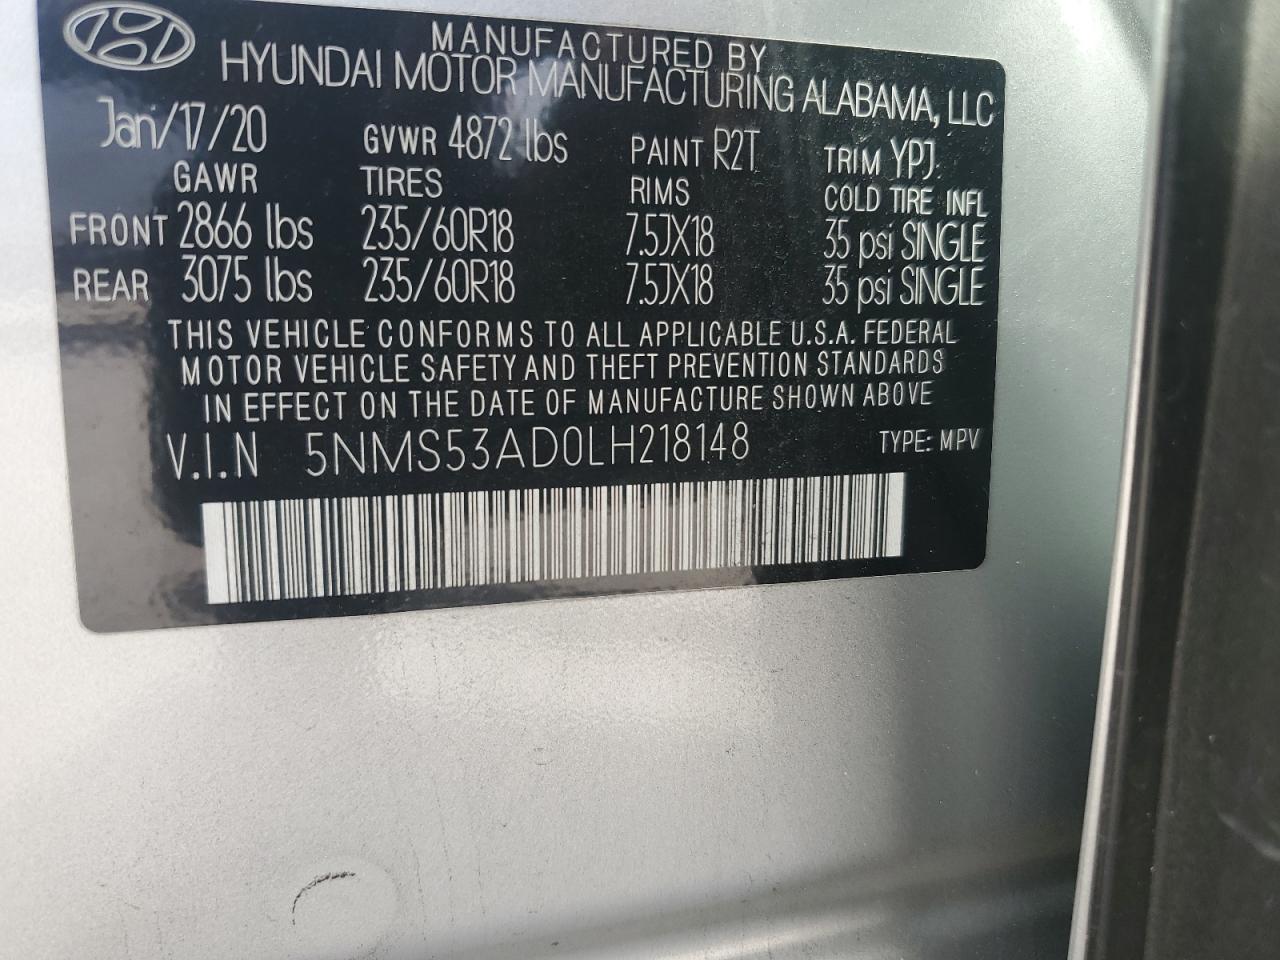 MANUFACTURED BY
HYUNDAI MOTOR MANUFACTURING ALABAMA, LLC
Jan/17/20 GVWR 4872 lbs PAINT R2T TRIM YPJ
GAWR TIRES RIMS COLD TIRE INFL
FRONT 2866 lbs 235/60R18 7.5JX18 35 psi SINGLE
REAR 3075 lbs 235/60R18 7.5JX18 35 psi SINGLE
THIS VEHICLE CONFORMS TO ALL APPLICABLE U.S.A. FEDERAL
MOTOR VEHICLE SAFETY AND THEFT PREVENTION STANDARDS
IN EFFECT ON THE DATE OF MANUFACTURE SHOWN ABOVE
V.I.N 5NMS53AD0LH218148 TYPE: MPV